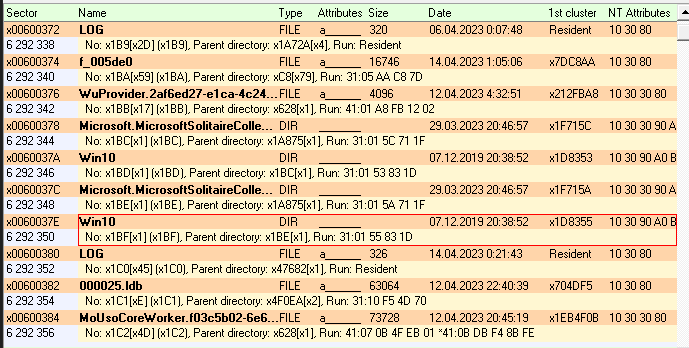 Sector Name Type Attributes Size Date 1st cluster NT Attributes
x00600372 LOG FILE a_____ 320 06.04.2023 0:07:48 Resident 10 30 80
6 292 338 No: x1B9[x2D] (x1B9), Parent directory: x1A72A[x4], Run: Resident
x00600374 f_005de0 FILE a_____ 16746 14.04.2023 1:05:06 x7DC8AA 10 30 80
6 292 340 No: x1BA[x59] (x1BA), Parent directory: xC8[x79], Run: 31:05 AA C8 7D
x00600376 WuProvider.2af6ed27-e1ca-4c24... FILE a_____ 4096 12.04.2023 4:32:51 x212FBA8 10 30 30 80
6 292 342 No: x1BB[x17] (x1BB), Parent directory: x628[x1], Run: 41:01 A8 FB 12 02
x00600378 Microsoft.MicrosoftSolitaireColle... DIR ______ 29.03.2023 20:46:57 x1F715C 10 30 30 90 A
6 292 344 No: x1BC[x1] (x1BC), Parent directory: x1A875[x1], Run: 31:01 5C 71 1F
x0060037A Win10 DIR ______ 07.12.2019 20:38:52 x1D8353 10 30 90 A0 B
6 292 346 No: x1BD[x1] (x1BD), Parent directory: x1BC[x1], Run: 31:01 53 83 1D
x0060037C Microsoft.MicrosoftSolitaireColle... DIR ______ 29.03.2023 20:46:57 x1F715A 10 30 30 90 A
6 292 348 No: x1BE[x1] (x1BE), Parent directory: x1A875[x1], Run: 31:01 5A 71 1F
x0060037E Win10 DIR ______ 07.12.2019 20:38:52 x1D8355 10 30 90 A0 B
6 292 350 No: x1BF[x1] (x1BF), Parent directory: x1BE[x1], Run: 31:01 55 83 1D
x00600380 LOG FILE a_____ 326 14.04.2023 0:21:43 Resident 10 30 80
6 292 352 No: x1C0[x45] (x1C0), Parent directory: x47682[x1], Run: Resident
x00600382 000025.ldb FILE a_____ 63064 12.04.2023 22:40:39 x704DF5 10 30 80
6 292 354 No: x1C1[xE] (x1C1), Parent directory: x4F0EA[x2], Run: 31:10 F5 4D 70
x00600384 MoUsoCoreWorker.f03c5b02-6e6... FILE a_____ 73728 12.04.2023 20:45:19 x1EB4F0B 10 30 30 80
6 292 356 No: x1C2[x4D] (x1C2), Parent directory: x628[x1], Run: 41:07 0B 4F EB 01 *41:0B DB F4 8B FE